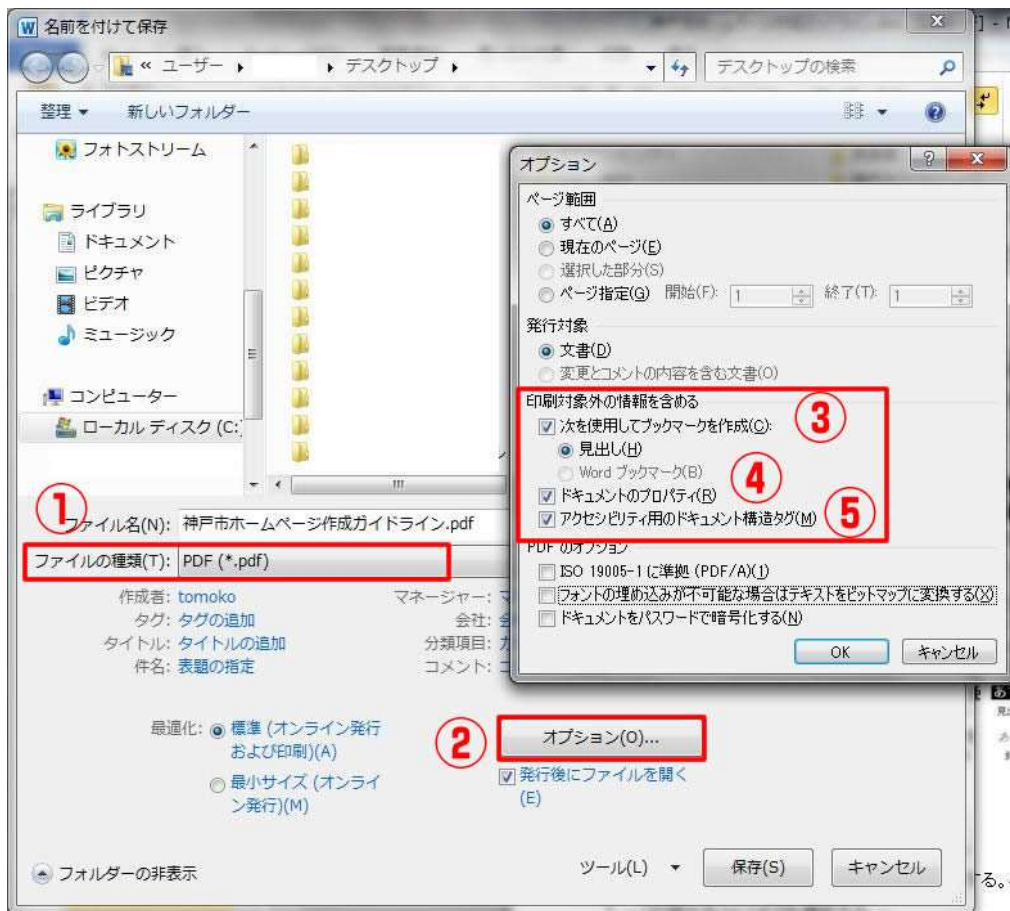 名前を付けて保存
« ユーザー ▸ ▸ デスクトップ ▸
デスクトップの検索
整理 ▼ 新しいフォルダー
フォトストリーム
ライブラリ
ドキュメント
ピクチャ
ビデオ
ミュージック
コンピューター
ローカル ディスク (C:
①
ファイル名(N): 神戸市ホームページ作成ガイドライン.pdf
ファイルの種類(T): PDF (*.pdf)
作成者: tomoko
マネージャー:
タグ: タグの追加
会社:
タイトル: タイトルの追加
分類項目:
件名: 表題の指定
コメント:
最適化: 標準 (オンライン発行
および印刷)(A)
最小サイズ (オンライ
ン発行)(M)
②
オプション(O)...
発行後にファイルを開く
(E)
フォルダーの非表示
ツール(L) ▼
保存(S)
キャンセル
オプション
ページ範囲
すべて(A)
現在のページ(E)
選択した部分(S)
ページ指定(G) 開始(F): 1 終了(T): 1
発行対象
文書(D)
変更とコメントの内容を含む文書(O)
印刷対象外の情報を含める
次を使用してブックマークを作成(C): ③
見出し(H)
Word ブックマーク(B)
ドキュメントのプロパティ(R) ④
アクセシビリティ用のドキュメント構造タグ(M) ⑤
PDF のオプション
ISO 19005-1 に準拠 (PDF/A)(1)
フォントの埋め込みが不可能な場合はテキストをビットマップに変換する(X)
ドキュメントをパスワードで暗号化する(N)
OK
キャンセル
する。